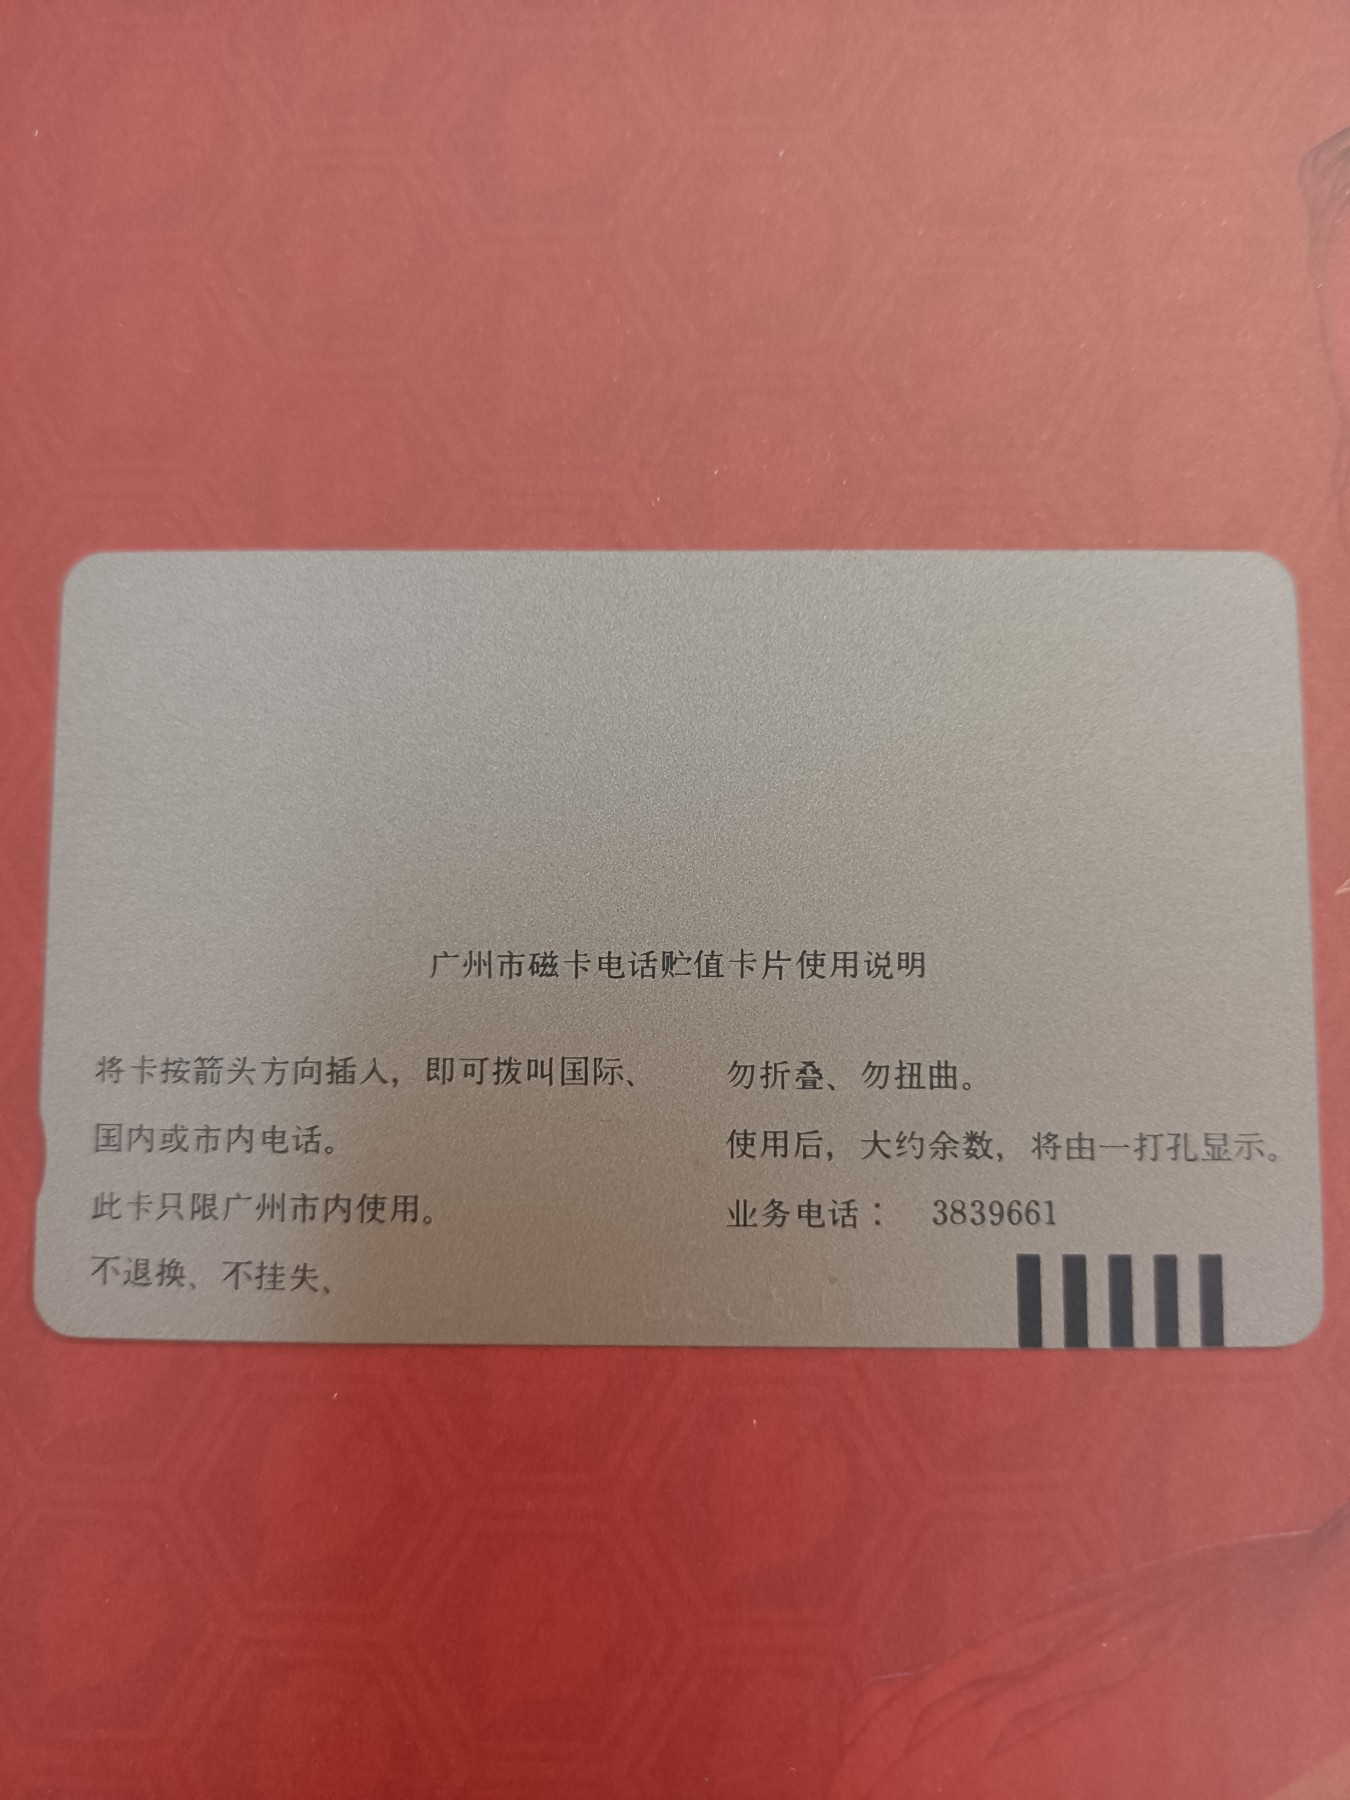 广州市磁卡电话贮值卡片使用说明
将卡按箭头方向插入，即可拨叫国际、
国内或市内电话。
此卡只限广州市内使用。
不退换、不挂失、
勿折叠、勿扭曲。
使用后，大约余数，将由一打孔显示。
业务电话： 3839661